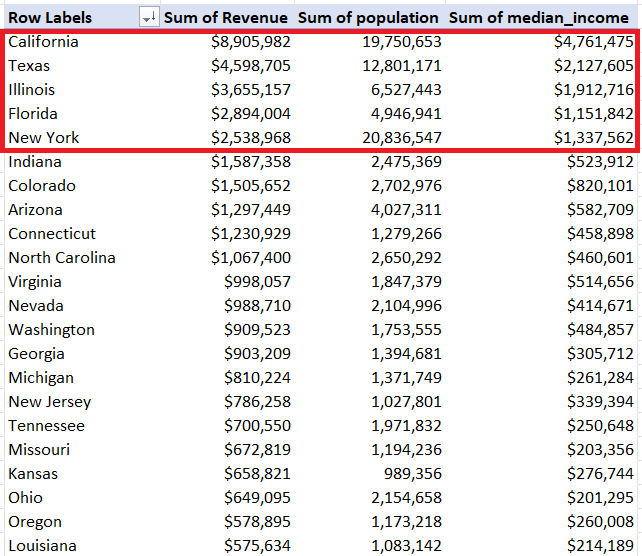 Row Labels Sum of Revenue Sum of population Sum of median_income
California $8,905,982 19,750,653 $4,761,475
Texas $4,598,705 12,801,171 $2,127,605
Illinois $3,655,157 6,527,443 $1,912,716
Florida $2,894,004 4,946,941 $1,151,842
New York $2,538,968 20,836,547 $1,337,562
Indiana $1,587,358 2,475,369 $523,912
Colorado $1,505,652 2,702,976 $820,101
Arizona $1,297,449 4,027,311 $582,709
Connecticut $1,230,929 1,279,266 $458,898
North Carolina $1,067,400 2,650,292 $460,601
Virginia $998,057 1,847,379 $514,656
Nevada $988,710 2,104,996 $414,671
Washington $909,523 1,753,555 $484,857
Georgia $903,209 1,394,681 $305,712
Michigan $810,224 1,371,749 $261,284
New Jersey $786,258 1,027,801 $339,394
Tennessee $700,550 1,971,832 $250,648
Missouri $672,819 1,194,236 $203,356
Kansas $658,821 989,356 $276,744
Ohio $649,095 2,154,658 $201,295
Oregon $578,895 1,173,218 $260,008
Louisiana $575,634 1,083,142 $214,189